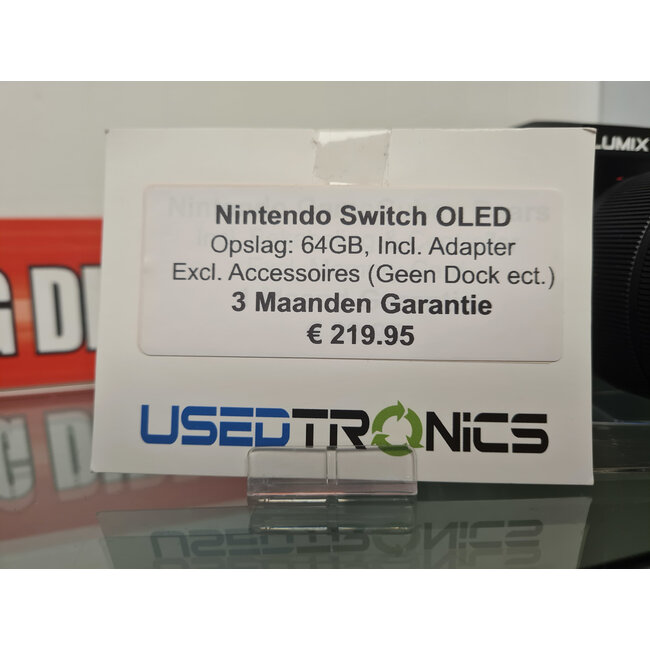 LUMIX
Nintendo Switch OLED
Opslag: 64GB, Incl. Adapter
Excl. Accessoires (Geen Dock ect.)
3 Maanden Garantie
€ 219.95
USEDTRONiCS